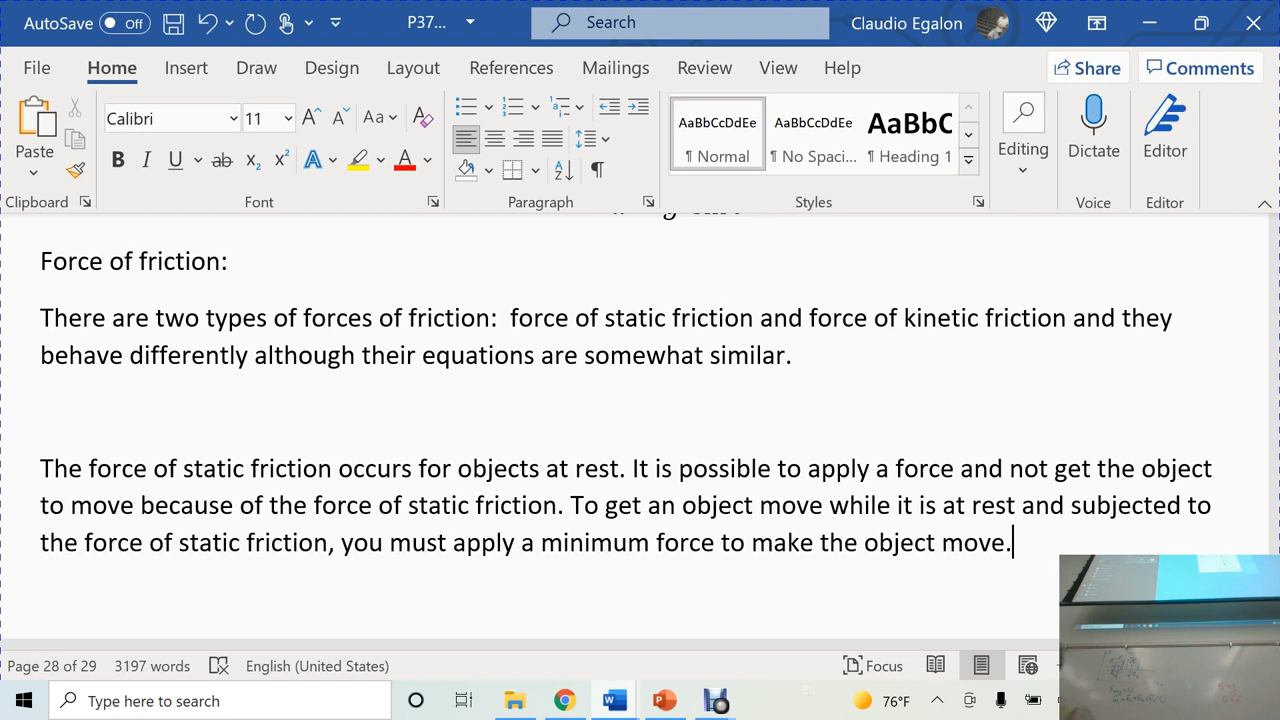 AutoSave Off P37... Search Claudio Egalon
File Home Insert Draw Design Layout References Mailings Review View Help Share Comments
Paste Calibri 11 Aa AaBbCcDdEe AaBbCcDdEe AaBbC Editing Dictate Editor
¶ Normal ¶ No Spaci... ¶ Heading 1
Clipboard Font Paragraph Styles Voice Editor
Force of friction:
There are two types of forces of friction:  force of static friction and force of kinetic friction and they
behave differently although their equations are somewhat similar.
The force of static friction occurs for objects at rest. It is possible to apply a force and not get the object
to move because of the force of static friction. To get an object move while it is at rest and subjected to
the force of static friction, you must apply a minimum force to make the object move.
Page 28 of 29 3197 words English (United States) Focus
Type here to search 76°F